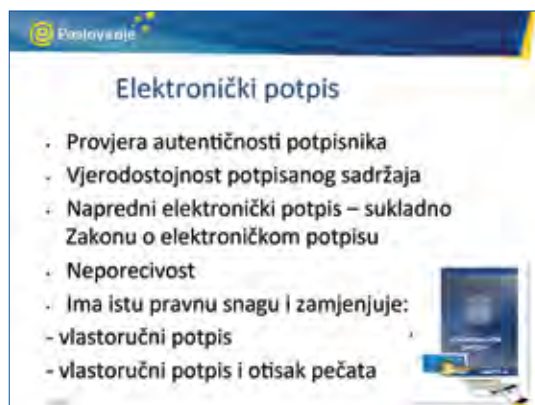 e Poslovanje
Elektronički potpis
• Provjera autentičnosti potpisnika
• Vjerodostojnost potpisanog sadržaja
• Napredni elektronički potpis – sukladno
Zakonu o elektroničkom potpisu
• Neporecivost
• Ima istu pravnu snagu i zamjenjuje:
- vlastoručni potpis
- vlastoručni potpis i otisak pečata